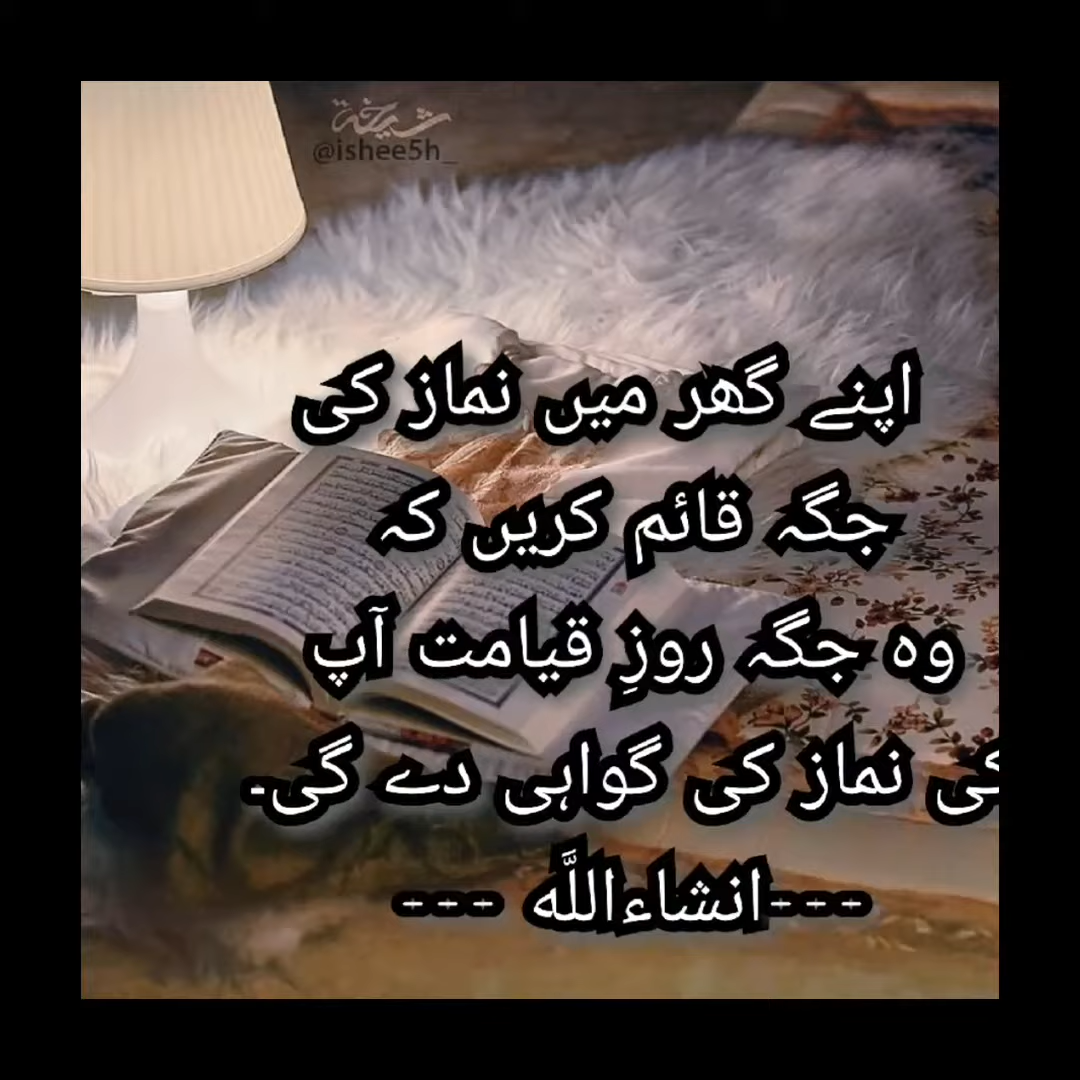 شيخة
@ishee5h_
اپنے گھر میں نماز کی
جگہ قائم کریں کہ
وہ جگہ روزِ قیامت آپ
کی نماز کی گواہی دے گی۔
---انشاءاللَّه ---